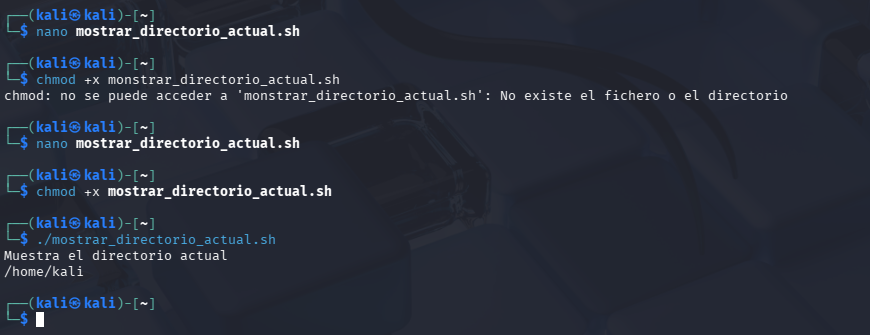 ┌──(kali㉿kali)-[~]
└─$ nano mostrar_directorio_actual.sh
┌──(kali㉿kali)-[~]
└─$ chmod +x monstrar_directorio_actual.sh
chmod: no se puede acceder a 'monstrar_directorio_actual.sh': No existe el fichero o el directorio
┌──(kali㉿kali)-[~]
└─$ nano mostrar_directorio_actual.sh
┌──(kali㉿kali)-[~]
└─$ chmod +x mostrar_directorio_actual.sh
┌──(kali㉿kali)-[~]
└─$ ./mostrar_directorio_actual.sh
Muestra el directorio actual
/home/kali
┌──(kali㉿kali)-[~]
└─$